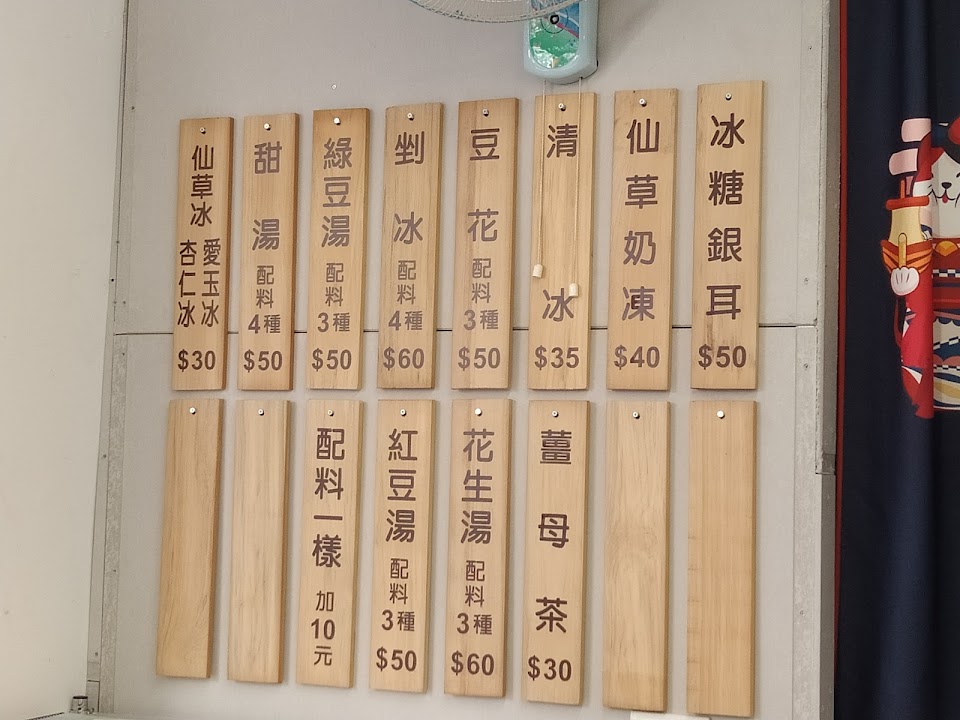 冰糖銀耳
$50
仙草奶凍
$40
清冰
$35
豆花
配料
3種
$50
剉冰
配料
4種
$60
綠豆湯
配料
3種
$50
甜湯
配料
4種
$50
仙草冰
愛玉冰
杏仁冰
$30
薑母茶
$30
花生湯
配料
3種
$60
紅豆湯
配料
3種
$50
配料一樣
加
10
元